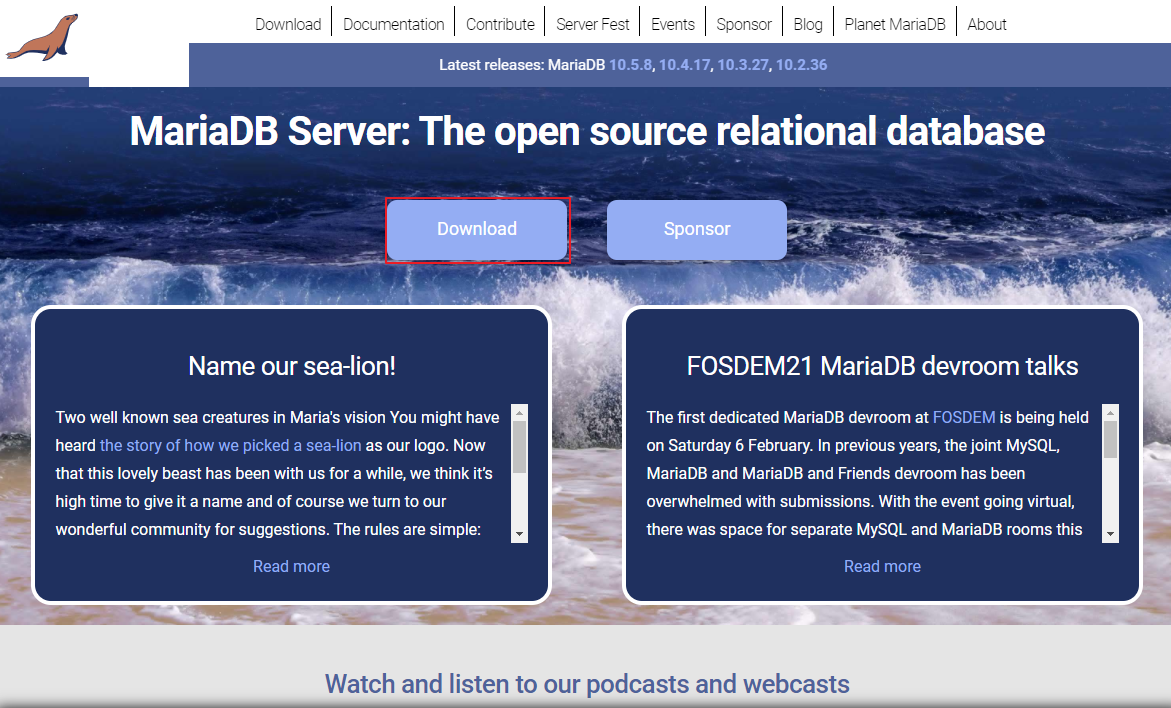 Download Documentation Contribute Server Fest Events Sponsor Blog Planet MariaDB About
Latest releases: MariaDB 10.5.8, 10.4.17, 10.3.27, 10.2.36
MariaDB Server: The open source relational database
Download
Sponsor
Name our sea-lion!
Two well known sea creatures in Maria's vision You might have
heard the story of how we picked a sea-lion as our logo. Now
that this lovely beast has been with us for a while, we think it’s
high time to give it a name and of course we turn to our
wonderful community for suggestions. The rules are simple:
Read more
FOSDEM21 MariaDB devroom talks
The first dedicated MariaDB devroom at FOSDEM is being held
on Saturday 6 February. In previous years, the joint MySQL,
MariaDB and MariaDB and Friends devroom has been
overwhelmed with submissions. With the event going virtual,
there was space for separate MySQL and MariaDB rooms this
Read more
Watch and listen to our podcasts and webcasts